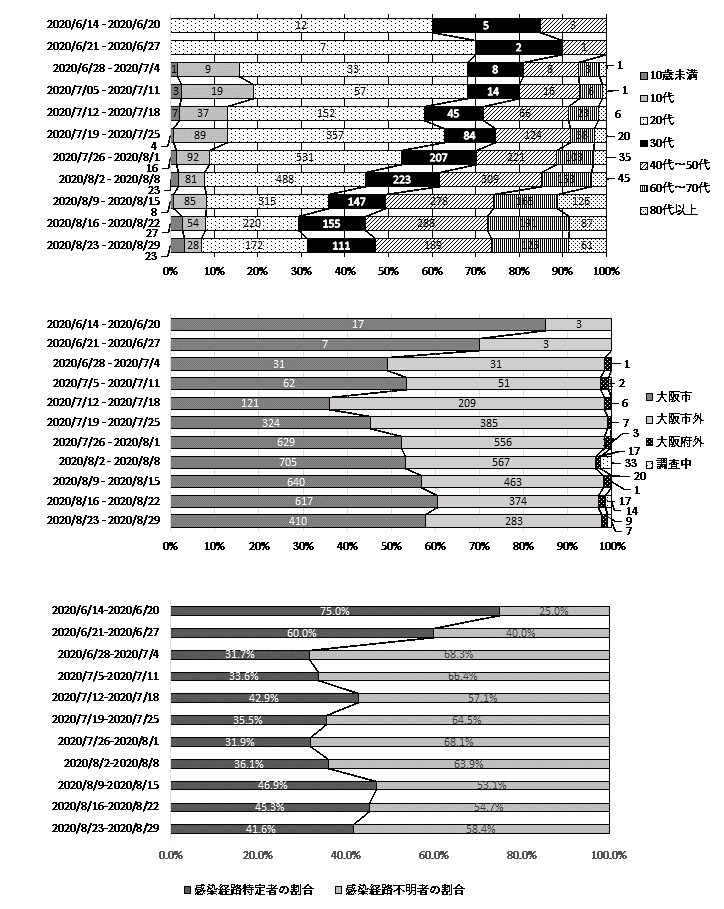 2020/6/14 - 2020/6/20 12 5 3
2020/6/21 - 2020/6/27 7 2 1
2020/6/28 - 2020/7/4 1 9 33 8 8 1
2020/7/05 - 2020/7/11 3 19 57 14 16 6 1
2020/7/12 - 2020/7/18 7 37 152 45 66 6
2020/7/19 - 2020/7/25 4 89 357 84 124 20
2020/7/26 - 2020/8/1 16 92 531 207 221 35
2020/8/2 - 2020/8/8 23 81 488 223 309 45
2020/8/9 - 2020/8/15 8 85 315 147 278 126
2020/8/16 - 2020/8/22 27 54 220 155 288 87
2020/8/23 - 2020/8/29 23 28 172 111 189 61
0% 10% 20% 30% 40% 50% 60% 70% 80% 90% 100%
10歳未満
10代
20代
30代
40代～50代
60代～70代
80代以上
2020/6/14 - 2020/6/20 17 3
2020/6/21 - 2020/6/27 7 3
2020/6/28 - 2020/7/4 31 31 1
2020/7/5 - 2020/7/11 62 51 2
2020/7/12 - 2020/7/18 121 209 6
2020/7/19 - 2020/7/25 324 385 7
2020/7/26 - 2020/8/1 629 556 3
17
2020/8/2 - 2020/8/8 705 567 33
20
2020/8/9 - 2020/8/15 640 463 1
2020/8/16 - 2020/8/22 617 374 17
14
2020/8/23 - 2020/8/29 410 283 9
7
0% 10% 20% 30% 40% 50% 60% 70% 80% 90% 100%
大阪市
大阪市外
大阪府外
調査中
2020/6/14-2020/6/20 75.0% 25.0%
2020/6/21-2020/6/27 60.0% 40.0%
2020/6/28-2020/7/4 31.7% 68.3%
2020/7/5-2020/7/11 33.6% 66.4%
2020/7/12-2020/7/18 42.9% 57.1%
2020/7/19-2020/7/25 35.5% 64.5%
2020/7/26-2020/8/1 31.9% 68.1%
2020/8/2-2020/8/8 36.1% 63.9%
2020/8/9-2020/8/15 46.9% 53.1%
2020/8/16-2020/8/22 45.3% 54.7%
2020/8/23-2020/8/29 41.6% 58.4%
0.0% 20.0% 40.0% 60.0% 80.0% 100.0%
感染経路特定者の割合 感染経路不明者の割合